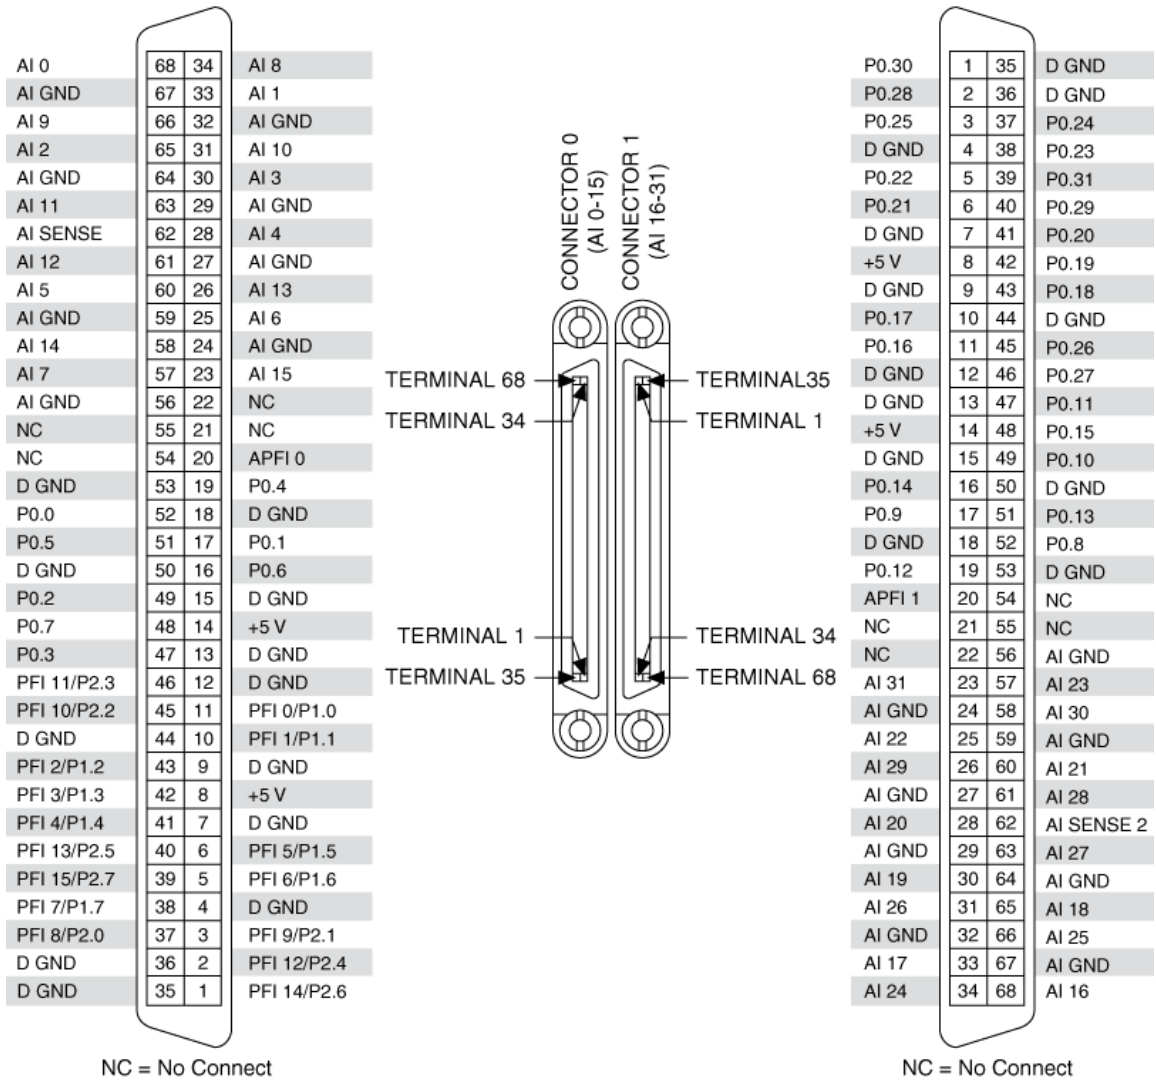 AI 0 68 34 AI 8
AI GND 67 33 AI 1
AI 9 66 32 AI GND
AI 2 65 31 AI 10
AI GND 64 30 AI 3
AI 11 63 29 AI GND
AI SENSE 62 28 AI 4
AI 12 61 27 AI GND
AI 5 60 26 AI 13
AI GND 59 25 AI 6
AI 14 58 24 AI GND
AI 7 57 23 AI 15
AI GND 56 22 NC
NC 55 21 NC
NC 54 20 APFI 0
D GND 53 19 P0.4
P0.0 52 18 D GND
P0.5 51 17 P0.1
D GND 50 16 P0.6
P0.2 49 15 D GND
P0.7 48 14 +5 V
P0.3 47 13 D GND
PFI 11/P2.3 46 12 D GND
PFI 10/P2.2 45 11 PFI 0/P1.0
D GND 44 10 PFI 1/P1.1
PFI 2/P1.2 43 9 D GND
PFI 3/P1.3 42 8 +5 V
PFI 4/P1.4 41 7 D GND
PFI 13/P2.5 40 6 PFI 5/P1.5
PFI 15/P2.7 39 5 PFI 6/P1.6
PFI 7/P1.7 38 4 D GND
PFI 8/P2.0 37 3 PFI 9/P2.1
D GND 36 2 PFI 12/P2.4
D GND 35 1 PFI 14/P2.6
NC = No Connect
CONNECTOR 0
(AI 0-15)
CONNECTOR 1
(AI 16-31)
TERMINAL 68
TERMINAL 34
TERMINAL35
TERMINAL 1
TERMINAL 1
TERMINAL 35
TERMINAL 34
TERMINAL 68
P0.30 1 35 D GND
P0.28 2 36 D GND
P0.25 3 37 P0.24
D GND 4 38 P0.23
P0.22 5 39 P0.31
P0.21 6 40 P0.29
D GND 7 41 P0.20
+5 V 8 42 P0.19
D GND 9 43 P0.18
P0.17 10 44 D GND
P0.16 11 45 P0.26
D GND 12 46 P0.27
D GND 13 47 P0.11
+5 V 14 48 P0.15
D GND 15 49 P0.10
P0.14 16 50 D GND
P0.9 17 51 P0.13
D GND 18 52 P0.8
P0.12 19 53 D GND
APFI 1 20 54 NC
NC 21 55 NC
NC 22 56 AI GND
AI 31 23 57 AI 23
AI GND 24 58 AI 30
AI 22 25 59 AI GND
AI 29 26 60 AI 21
AI GND 27 61 AI 28
AI 20 28 62 AI SENSE 2
AI GND 29 63 AI 27
AI 19 30 64 AI GND
AI 26 31 65 AI 18
AI GND 32 66 AI 25
AI 17 33 67 AI GND
AI 24 34 68 AI 16
NC = No Connect